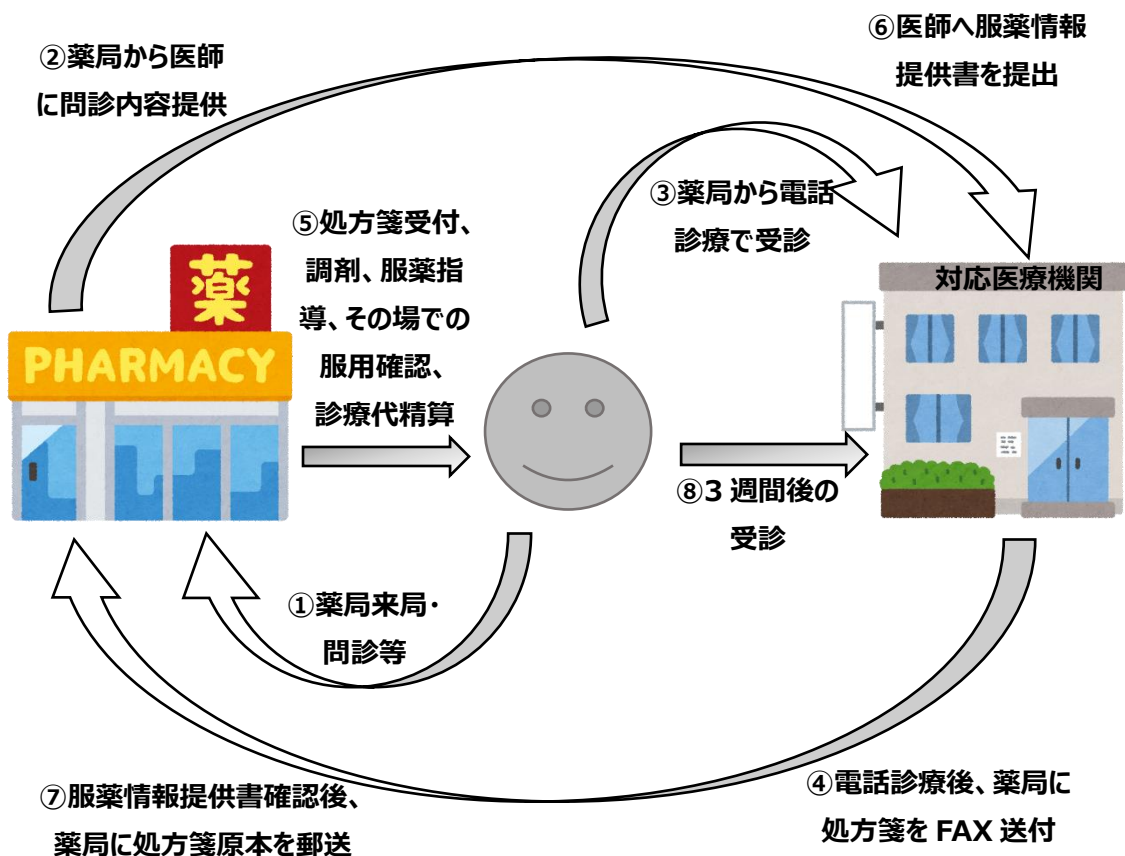 ②薬局から医師
に問診内容提供
⑥医師へ服薬情報
提供書を提出
③薬局から電話
診療で受診
⑤処方箋受付、
調剤、服薬指
導、その場での
服用確認、
診療代精算
薬
PHARMACY
対応医療機関
⑧3 週間後の
受診
①薬局来局・
問診等
⑦服薬情報提供書確認後、
薬局に処方箋原本を郵送
④電話診療後、薬局に
処方箋を FAX 送付